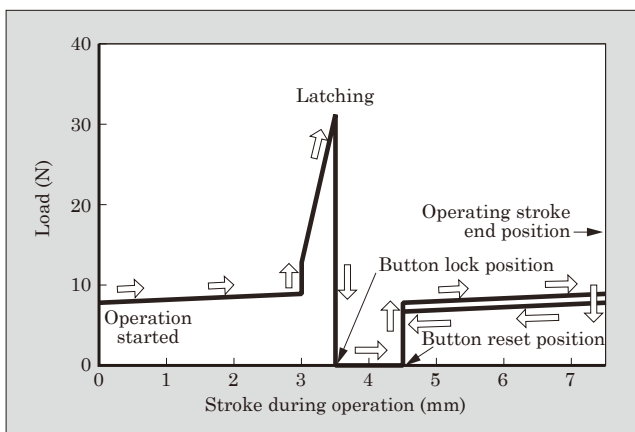 40
30
20
10
0
Load (N)
Latching
Operating stroke
end position
Button lock position
Operation
started
Button reset position
0 1 2 3 4 5 6 7
Stroke during operation (mm)